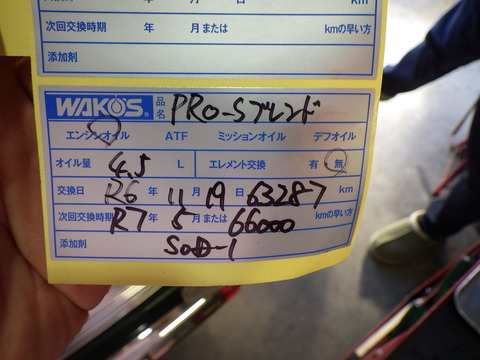 km
次回交換時期 年 月または kmの早い方
添加剤
WAKO'S 品名 PRO-Sブレンド
エンジンオイル ATF ミッションオイル デフオイル
オイル量 4.5 L エレメント交換 有 無
交換日 R6 年 11 月 19 日 63287 km
次回交換時期 R7 年 5 月または 66000 kmの早い方
添加剤 SOD-1